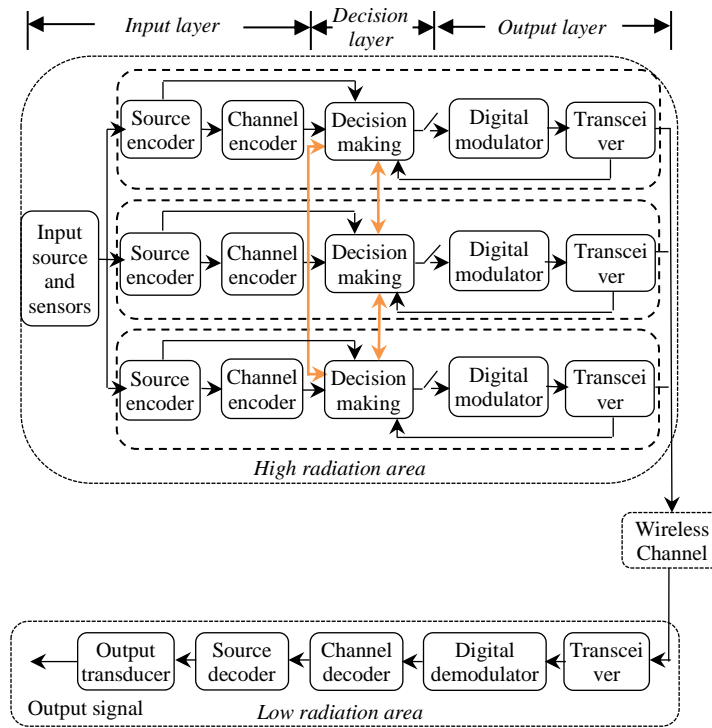 Input layer
Decision
layer
Output layer
Source
encoder
Channel
encoder
Decision
making
Digital
modulator
Transcei
ver
Input
source
and
sensors
Source
encoder
Channel
encoder
Decision
making
Digital
modulator
Transcei
ver
Source
encoder
Channel
encoder
Decision
making
Digital
modulator
Transcei
ver
High radiation area
Wireless
Channel
Output
transducer
Source
decoder
Channel
decoder
Digital
demodulator
Transcei
ver
Output signal
Low radiation area